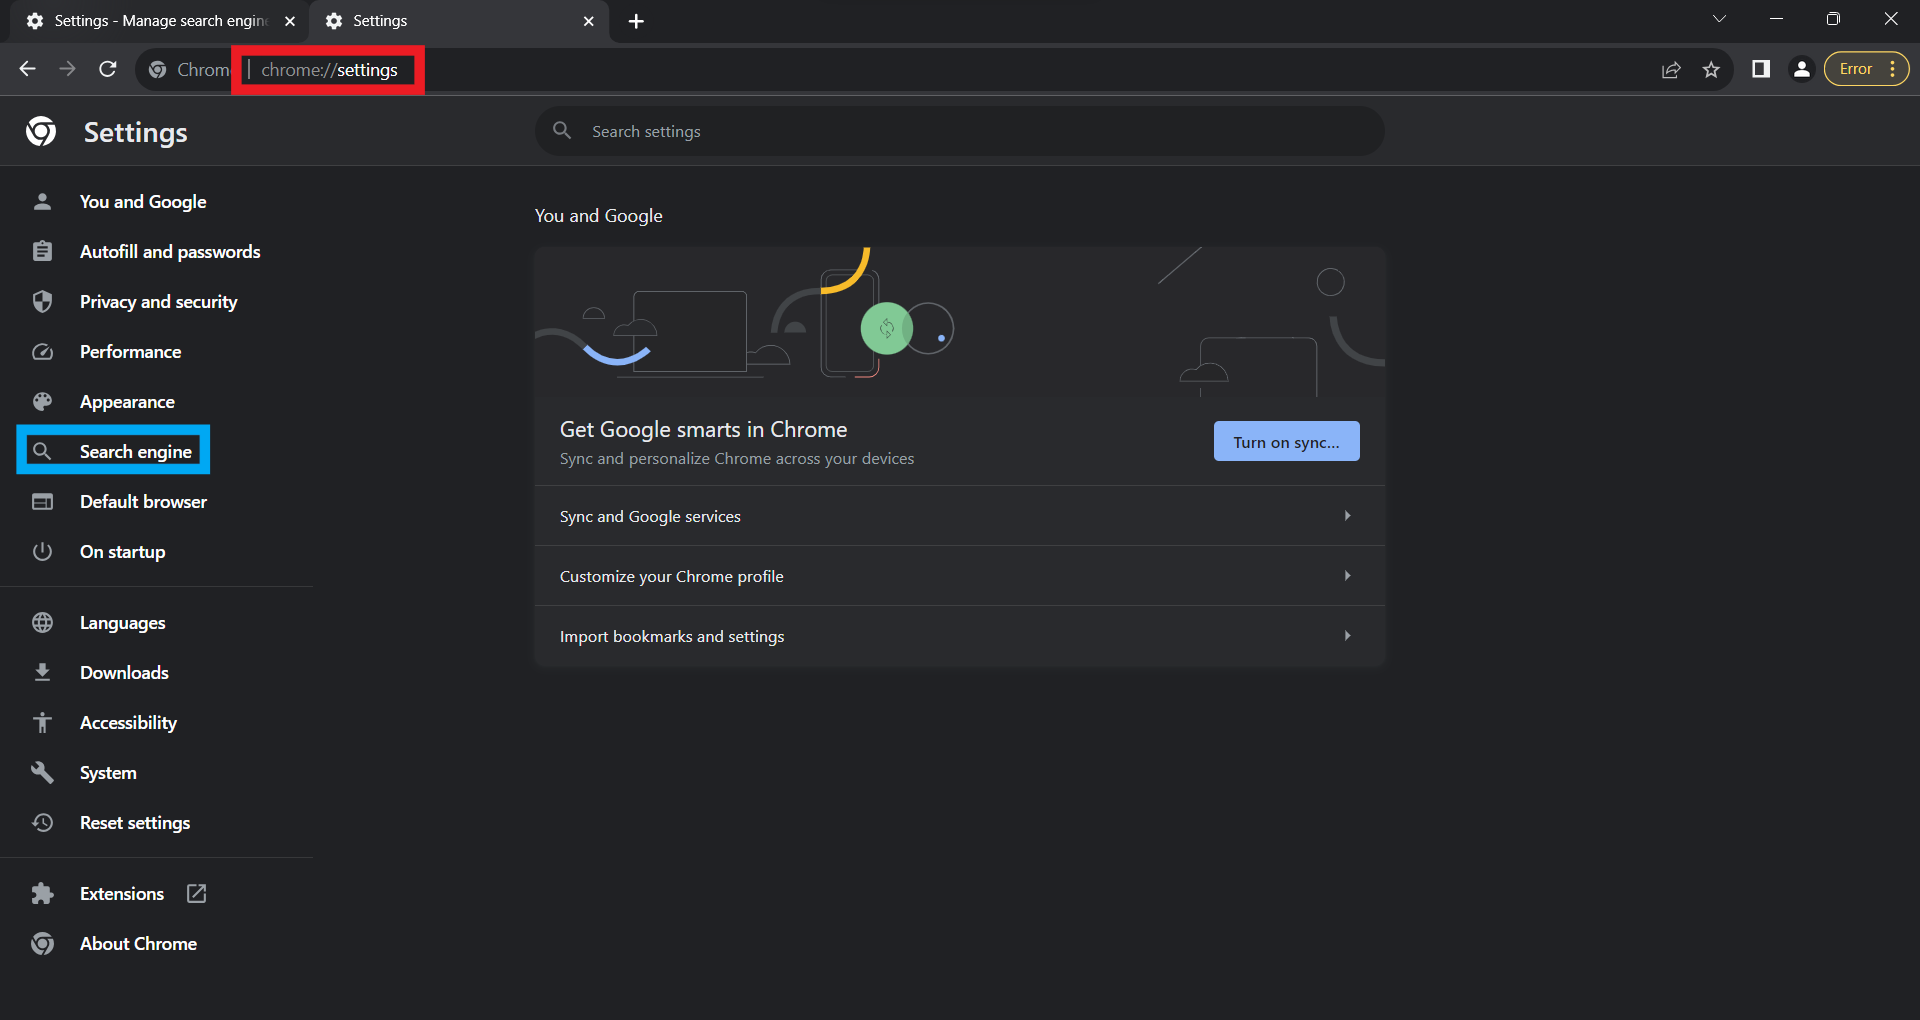 Settings - Manage search engin
Settings
Chrom
| chrome://settings
Error
Settings
Search settings
You and Google
Autofill and passwords
Privacy and security
Performance
Appearance
Search engine
Default browser
On startup
Languages
Downloads
Accessibility
System
Reset settings
Extensions
About Chrome
You and Google
Get Google smarts in Chrome
Sync and personalize Chrome across your devices
Turn on sync...
Sync and Google services
Customize your Chrome profile
Import bookmarks and settings